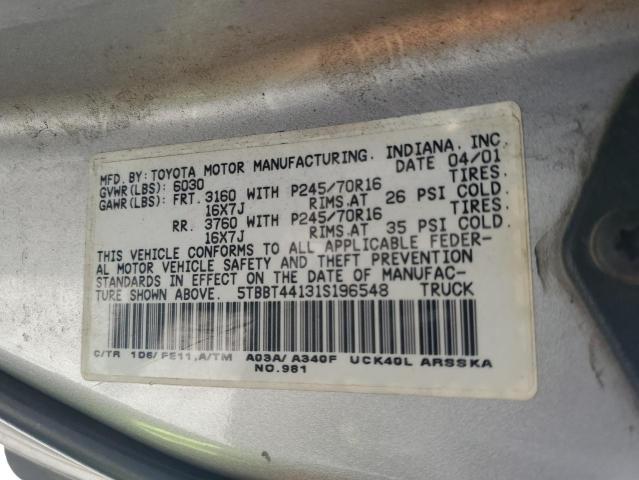 MFD. BY: TOYOTA MOTOR MANUFACTURING, INDIANA, INC.
GVWR(LBS): 6030 DATE 04/01
GAWR(LBS): FRT. 3160 WITH P245/70R16 TIRES.
16X7J RIMS.AT 26 PSI COLD.
RR. 3760 WITH P245/70R16 TIRES.
16X7J RIMS.AT 35 PSI COLD.
THIS VEHICLE CONFORMS TO ALL APPLICABLE FEDER-
AL MOTOR VEHICLE SAFETY AND THEFT PREVENTION
STANDARDS IN EFFECT ON THE DATE OF MANUFAC-
TURE SHOWN ABOVE. 5TBBT44131S196548 TRUCK
C/TR 1D6/ FE11,A/TM A03A/ A340F UCK40L ARSSKA
NO.981